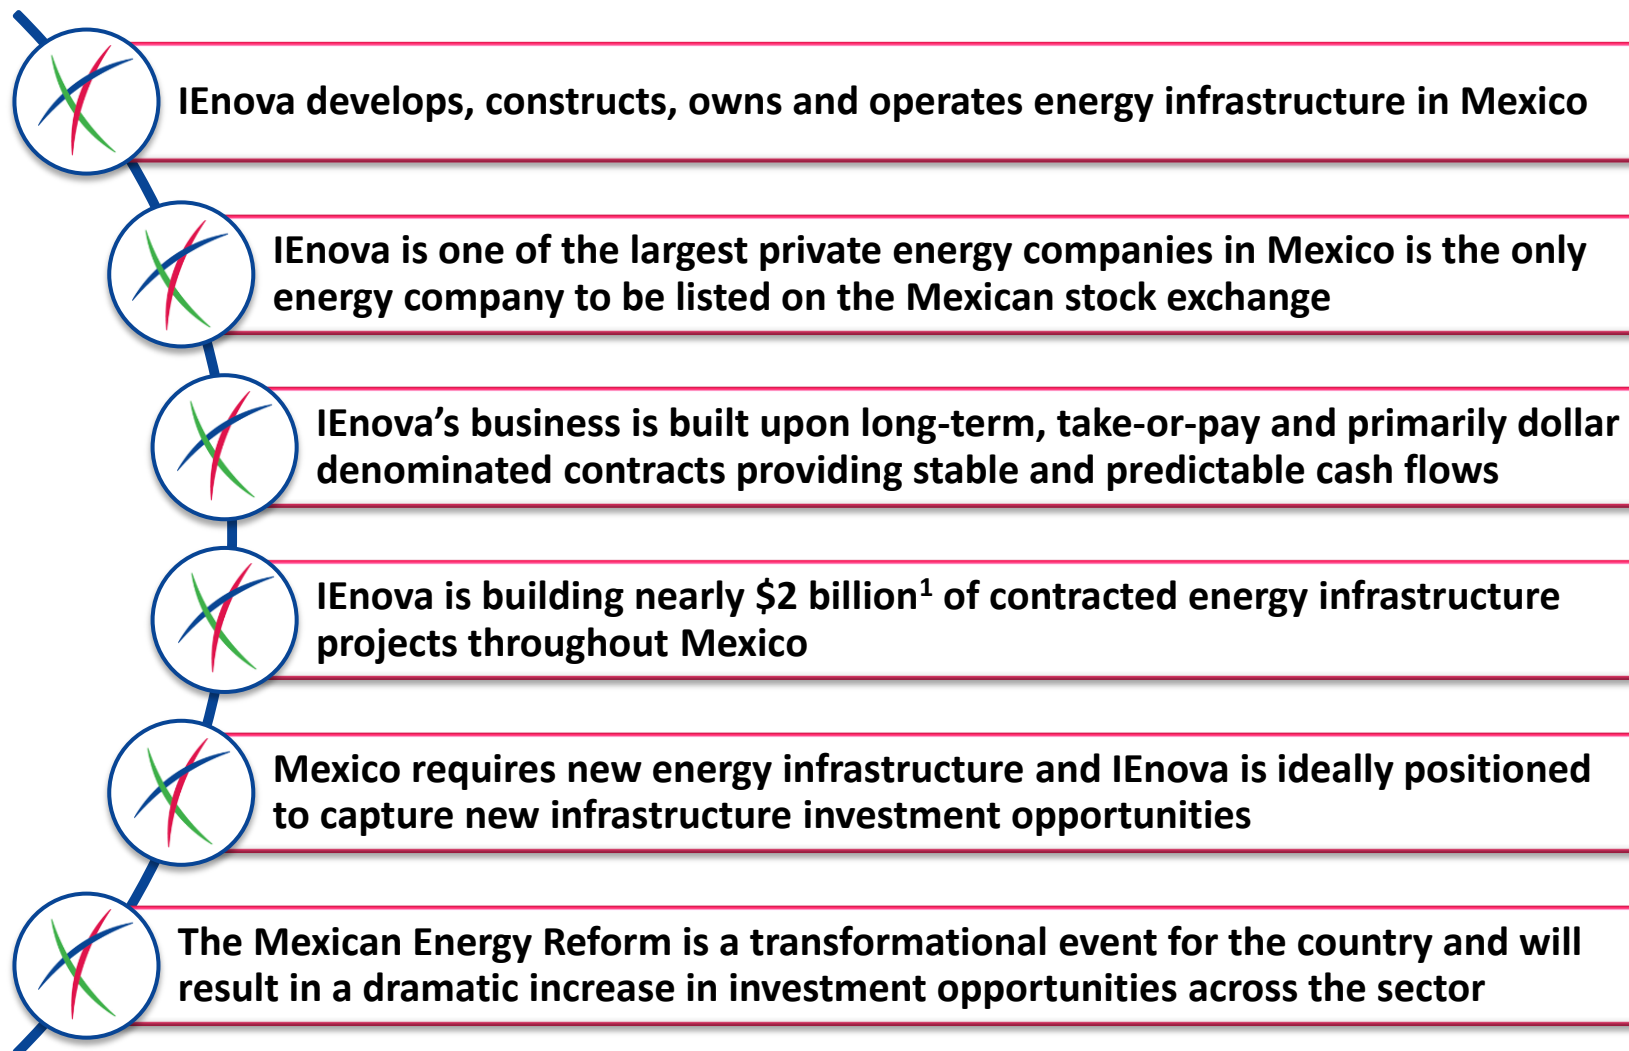 IEnova develops, constructs, owns and operates energy infrastructure in Mexico
IEnova is one of the largest private energy companies in Mexico is the only
energy company to be listed on the Mexican stock exchange
IEnova’s business is built upon long-term, take-or-pay and primarily dollar
denominated contracts providing stable and predictable cash flows
IEnova is building nearly $2 billion¹ of contracted energy infrastructure
projects throughout Mexico
Mexico requires new energy infrastructure and IEnova is ideally positioned
to capture new infrastructure investment opportunities
The Mexican Energy Reform is a transformational event for the country and will
result in a dramatic increase in investment opportunities across the sector